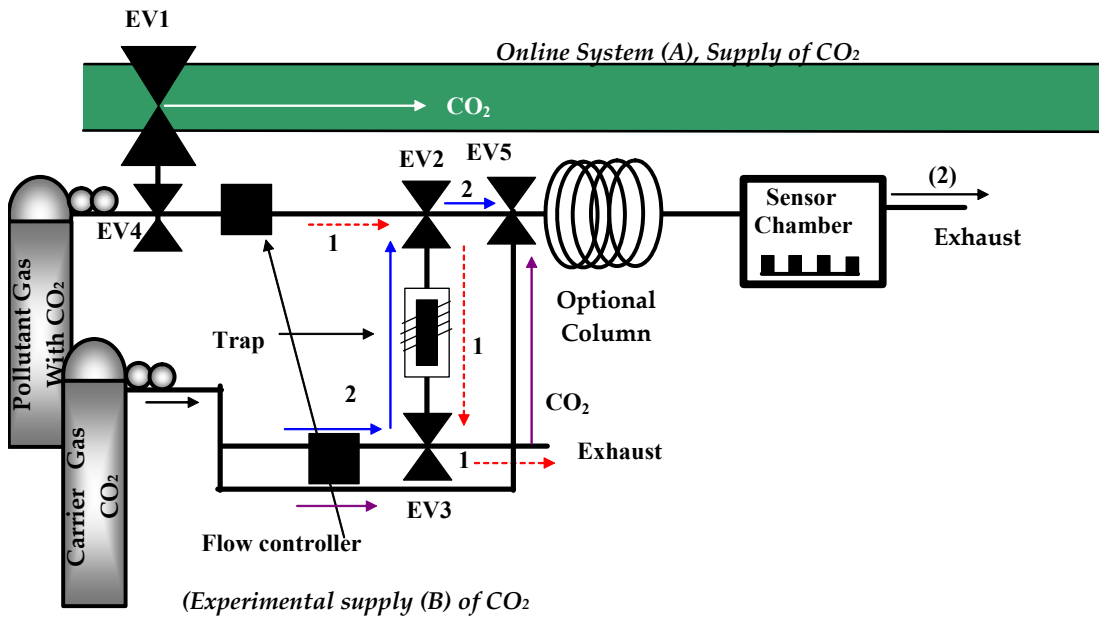 EV1
Online System (A), Supply of CO₂
CO₂
EV2
EV5
2
(2)
Sensor
Chamber
EV4
1
Exhaust
Pollutant Gas
With CO₂
Optional
Column
Trap
1
2
CO₂
Carrier Gas
CO₂
1
Exhaust
EV3
Flow controller
(Experimental supply (B) of CO₂